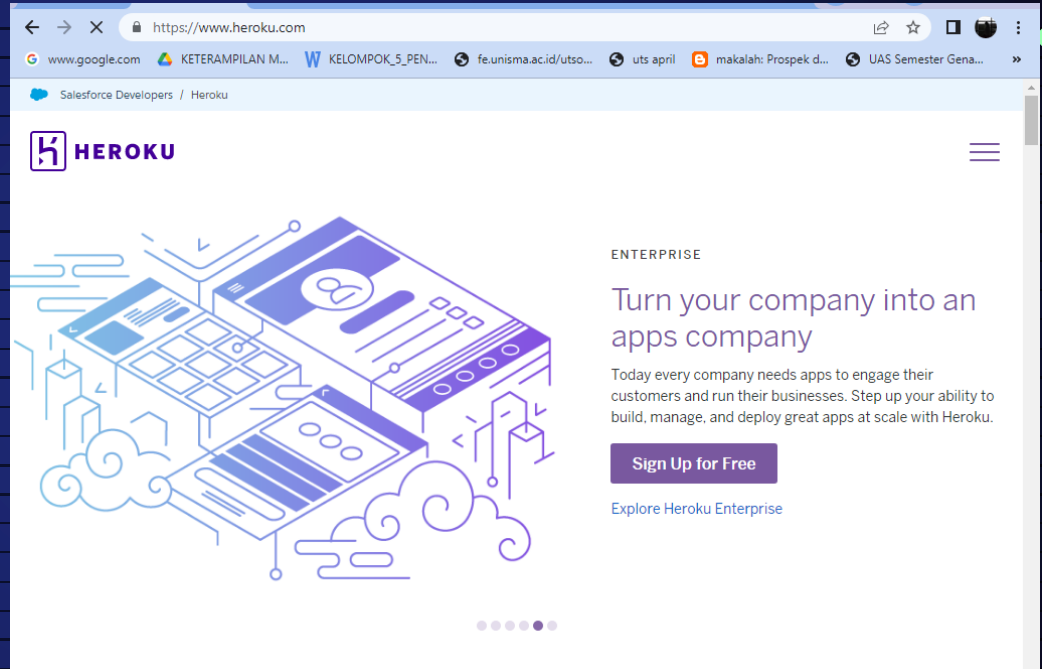 https://www.heroku.com
www.google.com KETERAMPILAN M... KELOMPOK_5_PEN... fe.unisma.ac.id/utso... uts april makalah: Prospek d... UAS Semester Gena... »
Salesforce Developers / Heroku
HEROKU
ENTERPRISE
Turn your company into an
apps company
Today every company needs apps to engage their
customers and run their businesses. Step up your ability to
build, manage, and deploy great apps at scale with Heroku.
Sign Up for Free
Explore Heroku Enterprise